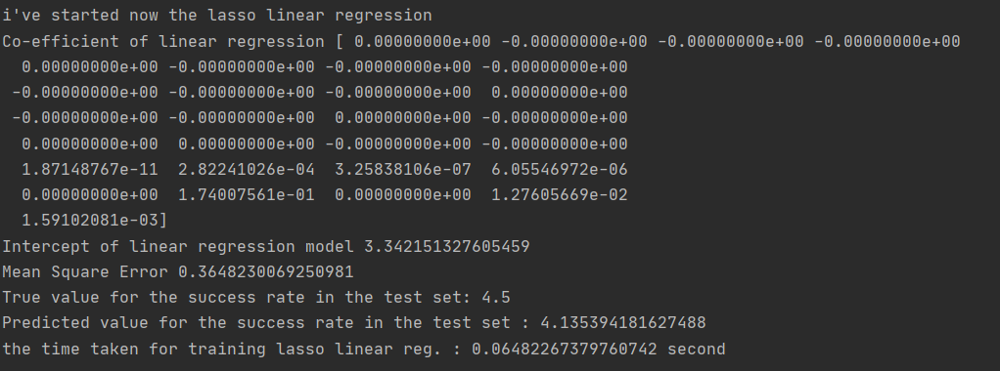 i've started now the lasso linear regression
Co-efficient of linear regression [ 0.00000000e+00 -0.00000000e+00 -0.00000000e+00 -0.00000000e+00
  0.00000000e+00 -0.00000000e+00 -0.00000000e+00 -0.00000000e+00
 -0.00000000e+00 -0.00000000e+00 -0.00000000e+00  0.00000000e+00
 -0.00000000e+00 -0.00000000e+00  0.00000000e+00 -0.00000000e+00
  0.00000000e+00  0.00000000e+00 -0.00000000e+00 -0.00000000e+00
  1.87148767e-11  2.82241026e-04  3.25838106e-07  6.05546972e-06
  0.00000000e+00  1.74007561e-01  0.00000000e+00  1.27605669e-02
  1.59102081e-03]
Intercept of linear regression model 3.342151327605459
Mean Square Error 0.3648230069250981
True value for the success rate in the test set: 4.5
Predicted value for the success rate in the test set : 4.135394181627488
the time taken for training lasso linear reg. : 0.06482267379760742 second